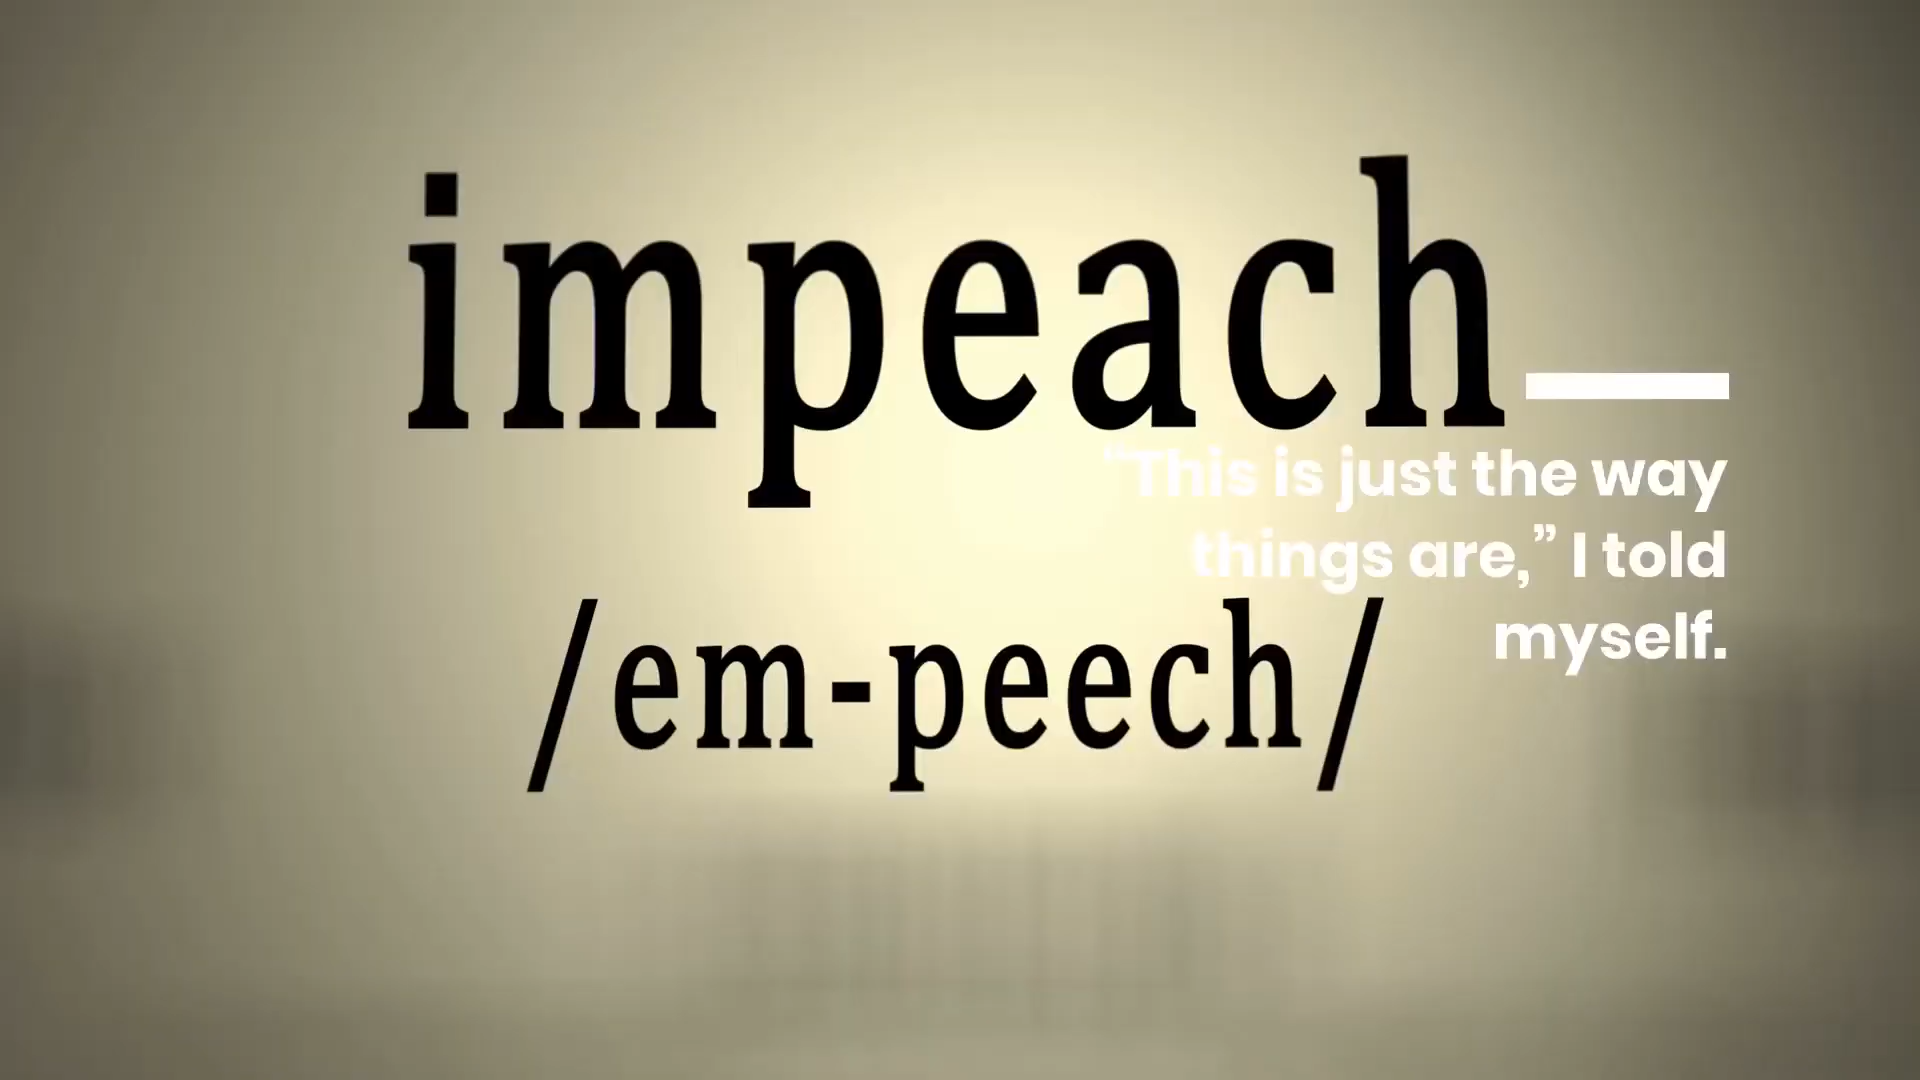 impeach
“This is just the way
things are,” I told
myself.
/em-peech/